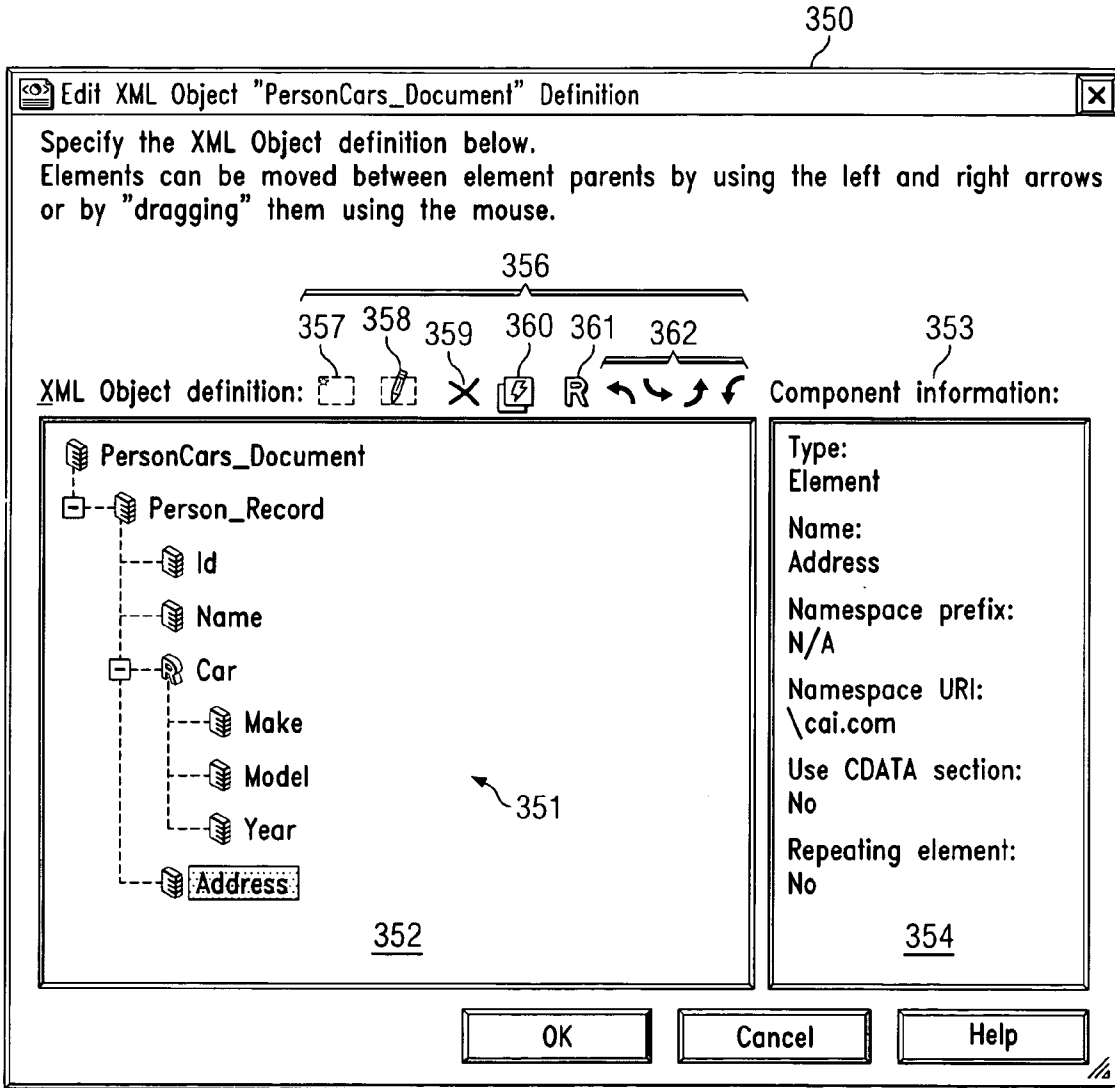 350
Edit XML Object "PersonCars_Document" Definition
Specify the XML Object definition below.
Elements can be moved between element parents by using the left and right arrows
or by "dragging" them using the mouse.
356
357 358 359 360 361 362 353
XML Object definition: R Component information:
PersonCars_Document
Person_Record
Id
Name
R Car
Make
Model
Year
Address
351
352
Type:
Element
Name:
Address
Namespace prefix:
N/A
Namespace URI:
\cai.com
Use CDATA section:
No
Repeating element:
No
354
OK Cancel Help